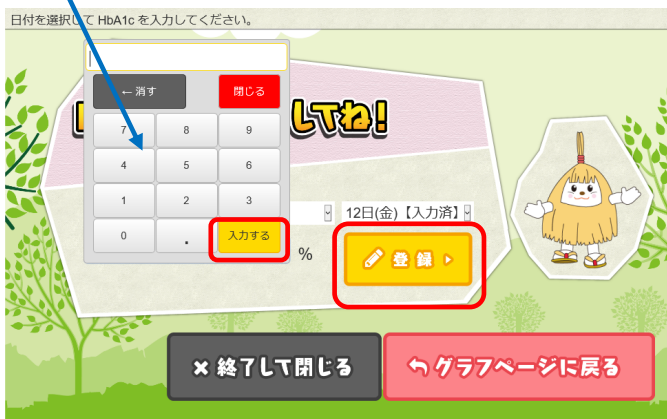 日付を選択して HbA1c を入力してください。
← 消す
閉じる
7 8 9
4 5 6
1 2 3
0 . 入力する
してね!
12日(金)【入力済】
%
登録
× 終了して閉じる
グラフページに戻る